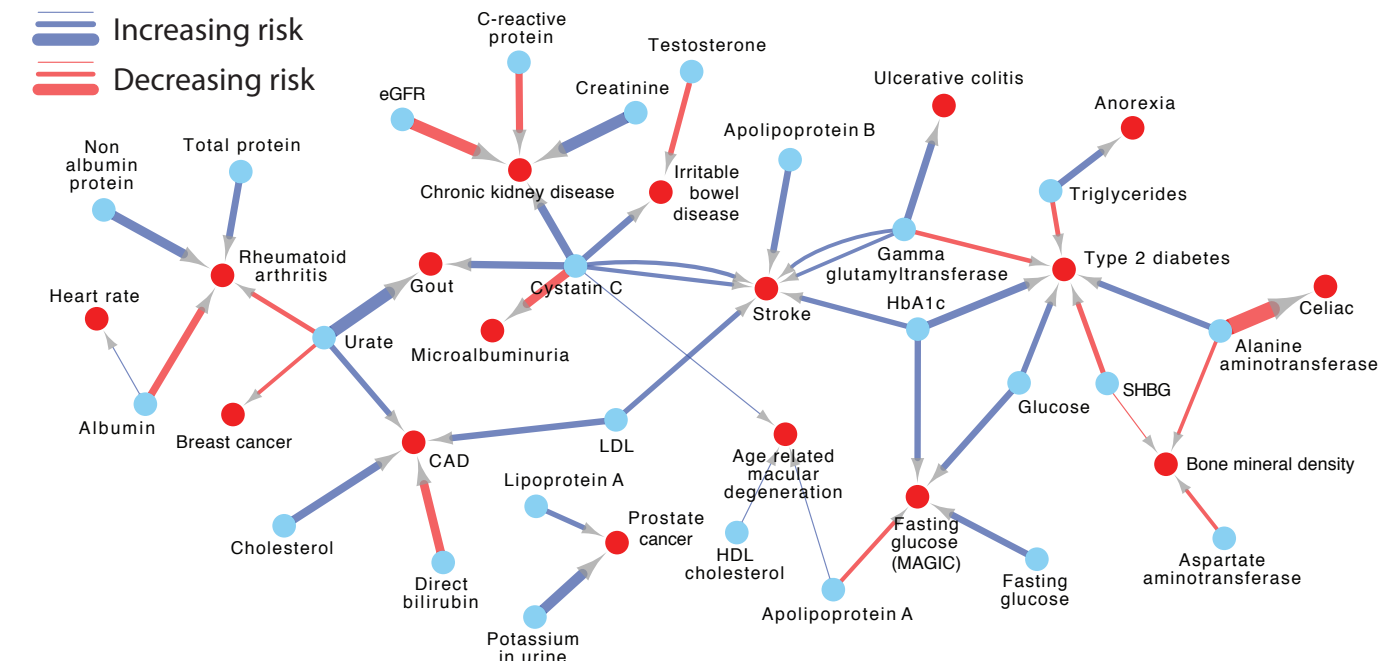 Increasing risk
Decreasing risk
C-reactive
protein
Testosterone
eGFR
Creatinine
Ulcerative colitis
Anorexia
Apolipoprotein B
Non
albumin
protein
Total protein
Chronic kidney disease
Irritable
bowel
disease
Triglycerides
Rheumatoid
arthritis
Gout
Cystatin C
Gamma
glutamyltransferase
Type 2 diabetes
Heart rate
Stroke
HbA1c
Celiac
Urate
Microalbuminuria
Alanine
aminotransferase
Albumin
Breast cancer
CAD
LDL
Glucose
SHBG
Age related
macular
degeneration
Bone mineral density
Lipoprotein A
Prostate
cancer
Cholesterol
Fasting
glucose
(MAGIC)
HDL
cholesterol
Direct
bilirubin
Apolipoprotein A
Fasting
glucose
Aspartate
aminotransferase
Potassium
in urine